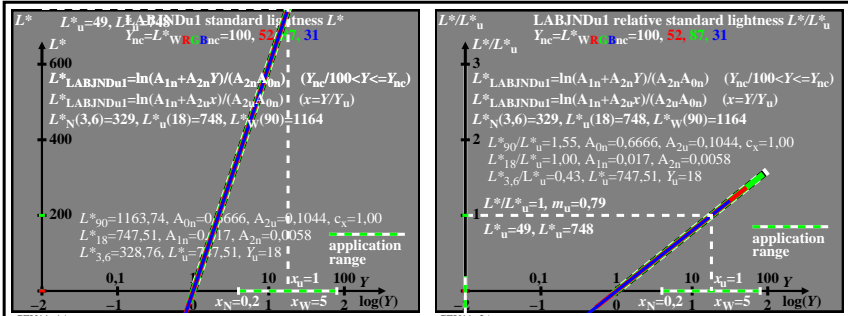 L*
L*u=49, L*u=748
LABJNDu1 standard lightness L*
L*
Ync=L*WRGBnc=100, 52, 87, 31
600
L*LABJNDu1=ln(A1n+A2nY)/(A2nA0n) (Ync/100<Y<=Ync)
L*LABJNDu1=ln(A1n+A2ux)/(A2uA0n) (x=Y/Yu)
L*N(3,6)=329, L*u(18)=748, L*W(90)=1164
400
200
L*90=1163,74, A0n=0,6666, A2u=0,1044, cx=1,00
L*18=747,51, A1n=0,017, A2n=0,0058
L*3,6=328,76, L*u=747,51, Yu=18
application
range
0,1 1 10 xu=1 100 Y
xN=0,2 xW=5
−2 −1 0 1 2 log(Y)
L*/L*u
LABJNDu1 relative standard lightness L*/L*u
L*/L*u
Ync=L*WRGBnc=100, 52, 87, 31
3
L*LABJNDu1=ln(A1n+A2nY)/(A2nA0n) (Ync/100<Y<=Ync)
L*LABJNDu1=ln(A1n+A2ux)/(A2uA0n) (x=Y/Yu)
L*N(3,6)=329, L*u(18)=748, L*W(90)=1164
2
L*90/L*u=1,55, A0n=0,6666, A2u=0,1044, cx=1,00
L*18/L*u=1,00, A1n=0,017, A2n=0,0058
L*3,6/L*u=0,43, L*u=747,51, Yu=18
L*/L*u=1, mu=0,79
1
L*u=49, L*u=748
application
range
0,1 1 10 xu=1 100 Y
xN=0,2 xW=5
−2 −1 0 1 2 log(Y)